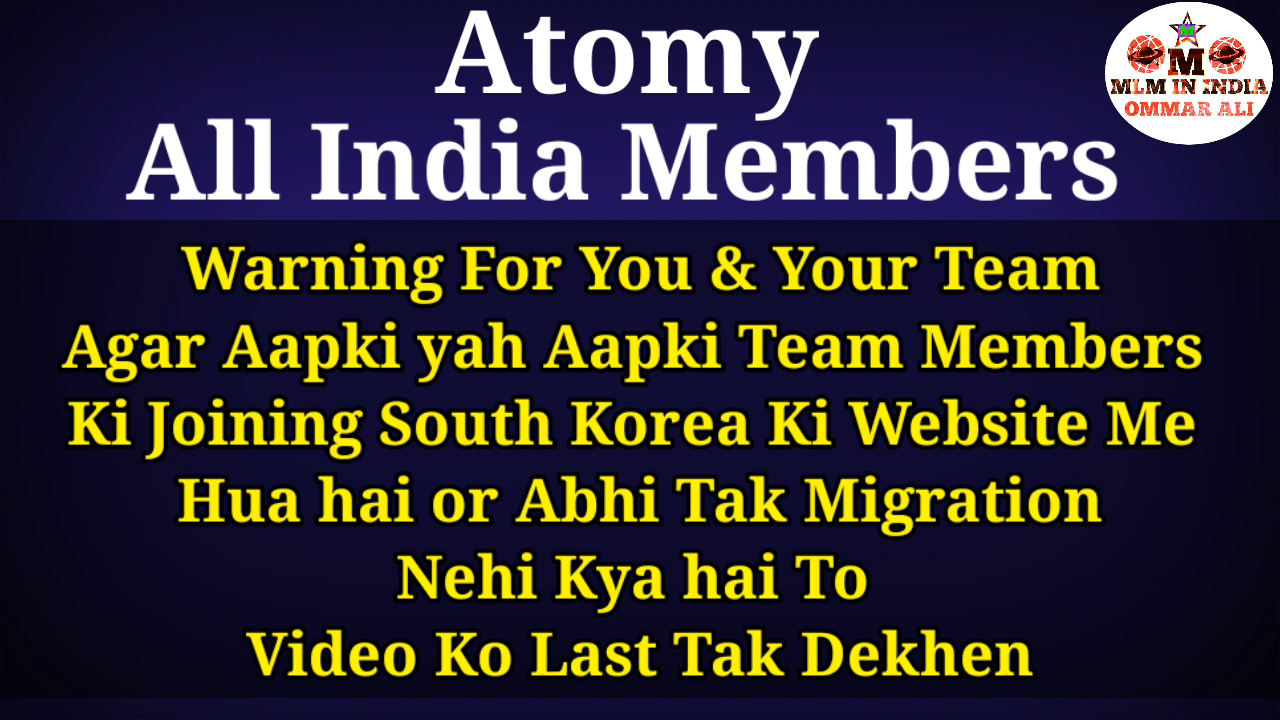 Atomy
All India Members
M
OMO
MLM IN INDIA
OMMAR ALI
Warning For You & Your Team
Agar Aapki yah Aapki Team Members
Ki Joining South Korea Ki Website Me
Hua hai or Abhi Tak Migration
Nehi Kya hai To
Video Ko Last Tak Dekhen